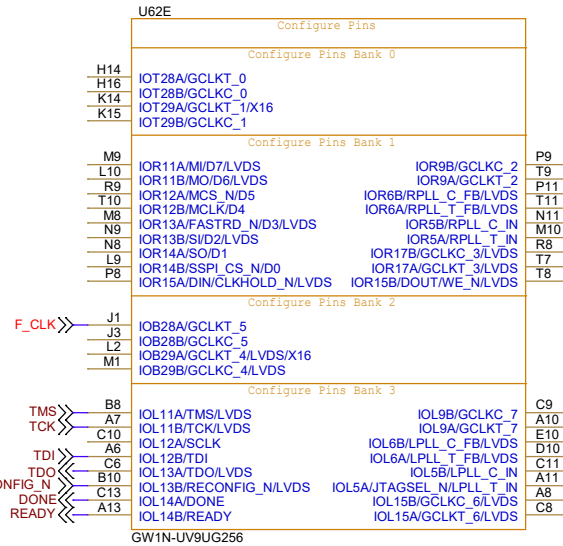 U62E
Configure Pins
Configure Pins Bank 0
H14 IOT28A/GCLKT_0
H16 IOT28B/GCLKC_0
K14 IOT29A/GCLKT_1/X16
K15 IOT29B/GCLKC_1
Configure Pins Bank 1
M9 IOR11A/MI/D7/LVDS IOR9B/GCLKC_2 P9
L10 IOR11B/MO/D6/LVDS IOR9A/GCLKT_2 T9
R9 IOR12A/MCS_N/D5 IOR6B/RPLL_C_FB/LVDS P11
T10 IOR12B/MCLK/D4 IOR6A/RPLL_T_FB/LVDS T11
M8 IOR13A/FASTRD_N/D3/LVDS IOR5B/RPLL_C_IN N11
N9 IOR13B/SI/D2/LVDS IOR5A/RPLL_T_IN M10
N8 IOR14A/SO/D1 IOR17B/GCLKC_3/LVDS R8
L9 IOR14B/SSPI_CS_N/D0 IOR17A/GCLKT_3/LVDS T7
P8 IOR15A/DIN/CLKHOLD_N/LVDS IOR15B/DOUT/WE_N/LVDS T8
Configure Pins Bank 2
F_CLK J1 IOB28A/GCLKT_5
J3 IOB28B/GCLKC_5
L2 IOB29A/GCLKT_4/LVDS/X16
M1 IOB29B/GCLKC_4/LVDS
Configure Pins Bank 3
TMS B8 IOL11A/TMS/LVDS IOL9B/GCLKC_7 C9
TCK A7 IOL11B/TCK/LVDS IOL9A/GCLKT_7 A10
C10 IOL12A/SCLK IOL6B/LPLL_C_FB/LVDS E10
TDI A6 IOL12B/TDI IOL6A/LPLL_T_FB/LVDS D10
TDO C6 IOL13A/TDO/LVDS IOL5B/LPLL_C_IN C11
ONFIG_N B10 IOL13B/RECONFIG_N/LVDS IOL5A/JTAGSEL_N/LPLL_T_IN A11
DONE C13 IOL14A/DONE IOL15B/GCLKC_6/LVDS A8
READY A13 IOL14B/READY IOL15A/GCLKT_6/LVDS C8
GW1N-UV9UG256